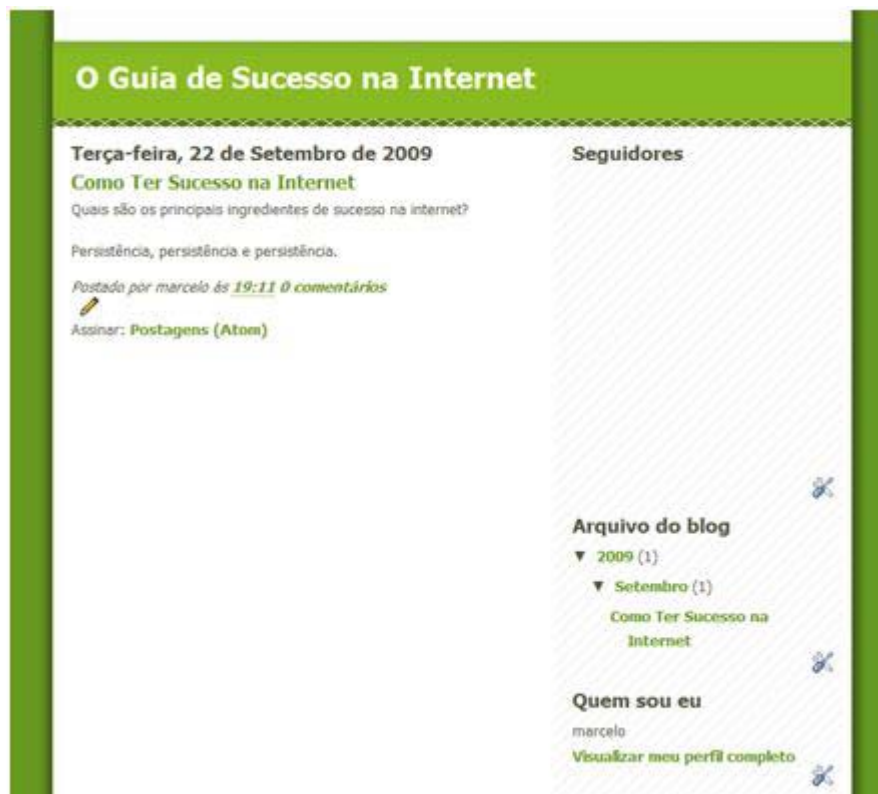 O Guia de Sucesso na Internet
Terça-feira, 22 de Setembro de 2009
Como Ter Sucesso na Internet
Quais são os principais ingredientes de sucesso na internet?
Persistência, persistência e persistência.
Postado por marcelo às 19:11 0 comentários
Assinar: Postagens (Atom)
Seguidores
Arquivo do blog
▼ 2009 (1)
▼ Setembro (1)
Como Ter Sucesso na
Internet
Quem sou eu
marcelo
Visualizar meu perfil completo